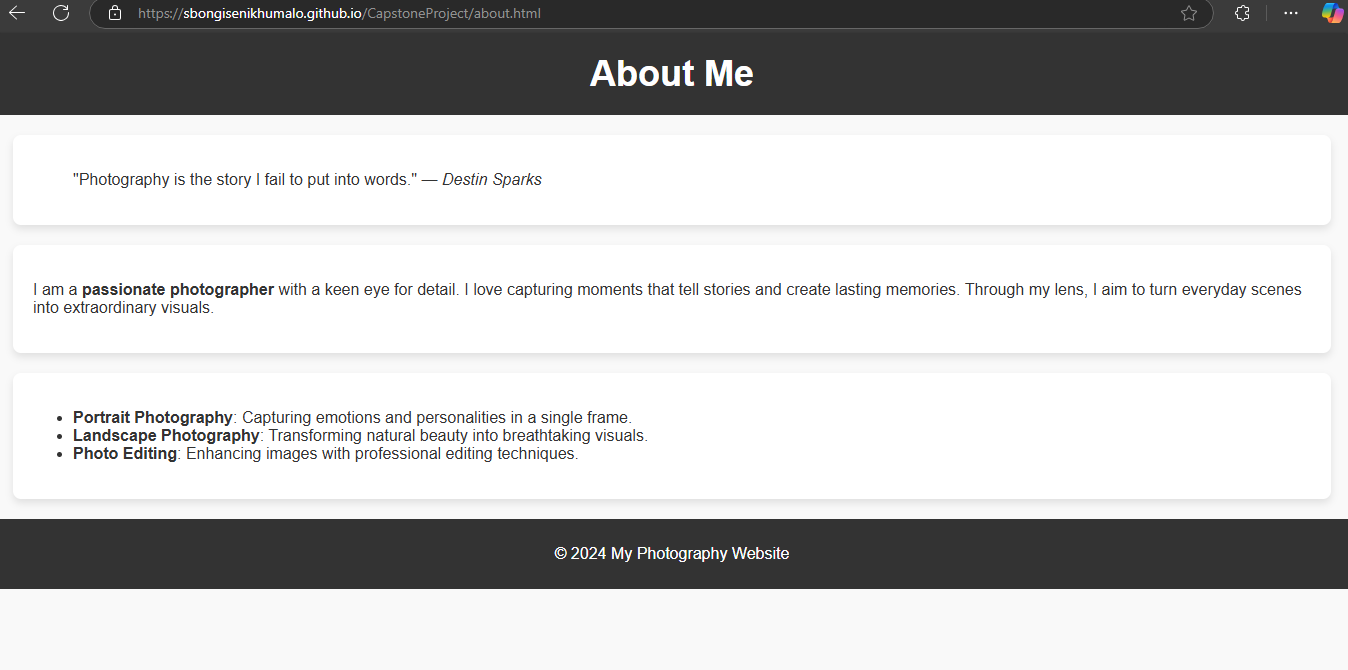 https://sbongisenikhumalo.github.io/CapstoneProject/about.html
About Me
"Photography is the story I fail to put into words." — Destin Sparks
I am a passionate photographer with a keen eye for detail. I love capturing moments that tell stories and create lasting memories. Through my lens, I aim to turn everyday scenes
into extraordinary visuals.
• Portrait Photography: Capturing emotions and personalities in a single frame.
• Landscape Photography: Transforming natural beauty into breathtaking visuals.
• Photo Editing: Enhancing images with professional editing techniques.
© 2024 My Photography Website